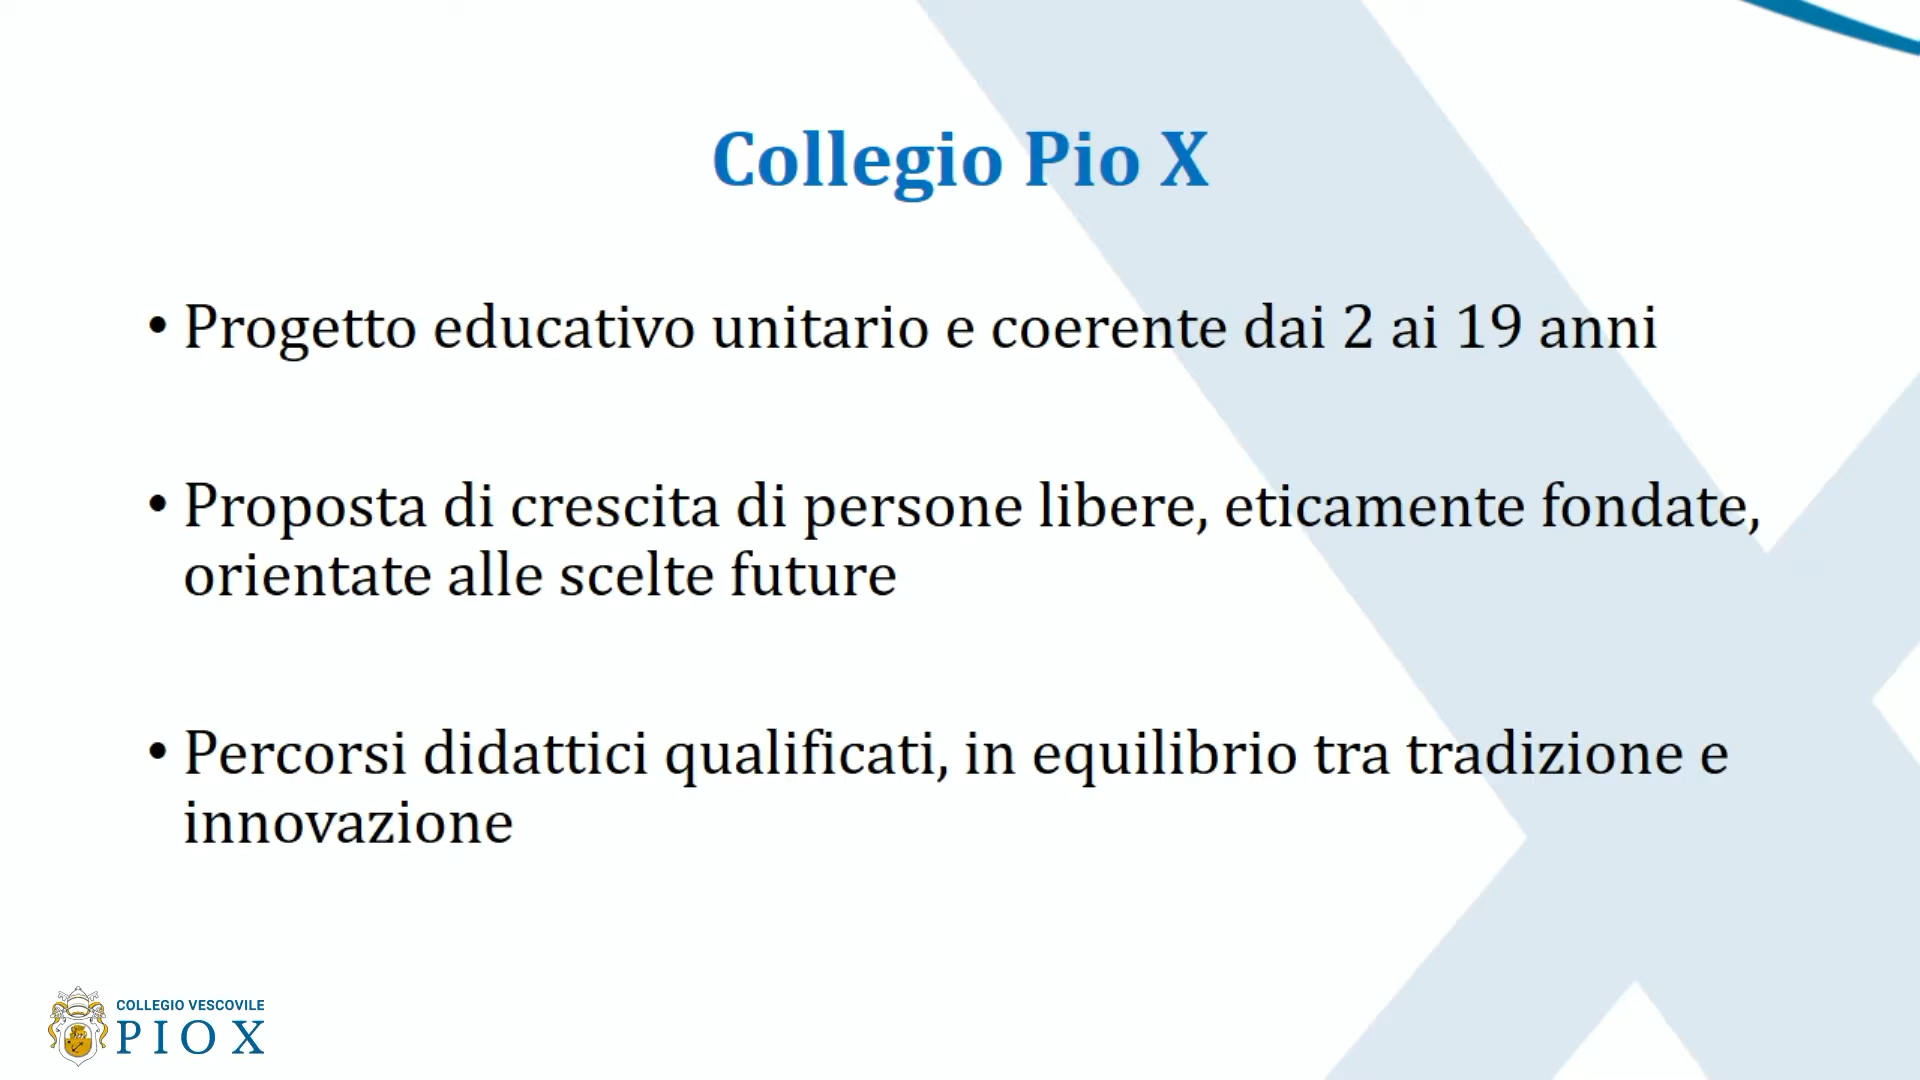 Collegio Pio X
• Progetto educativo unitario e coerente dai 2 ai 19 anni
• Proposta di crescita di persone libere, eticamente fondate,
orientate alle scelte future
• Percorsi didattici qualificati, in equilibrio tra tradizione e
innovazione
COLLEGIO VESCOVILE
PIO X